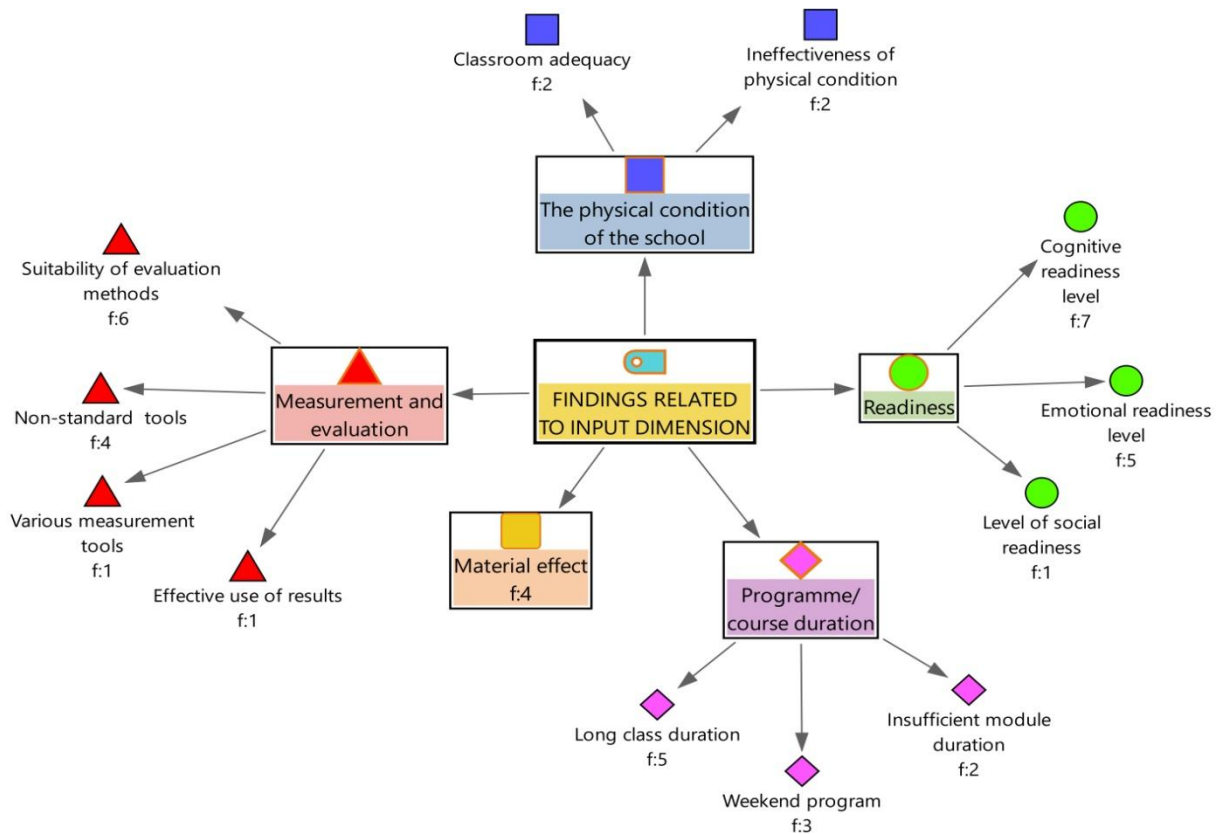 Classroom adequacy
f:2
Ineffectiveness of
physical condition
f:2
The physical condition
of the school
Suitability of evaluation
methods
f:6
Cognitive
readiness
level
f:7
Measurement and
evaluation
FINDINGS RELATED
TO INPUT DIMENSION
Readiness
Non-standard tools
f:4
Emotional readiness
level
f:5
Various measurement
tools
f:1
Level of social
readiness
f:1
Effective use of results
f:1
Material effect
f:4
Programme/
course duration
Long class duration
f:5
Insufficient module
duration
f:2
Weekend program
f:3